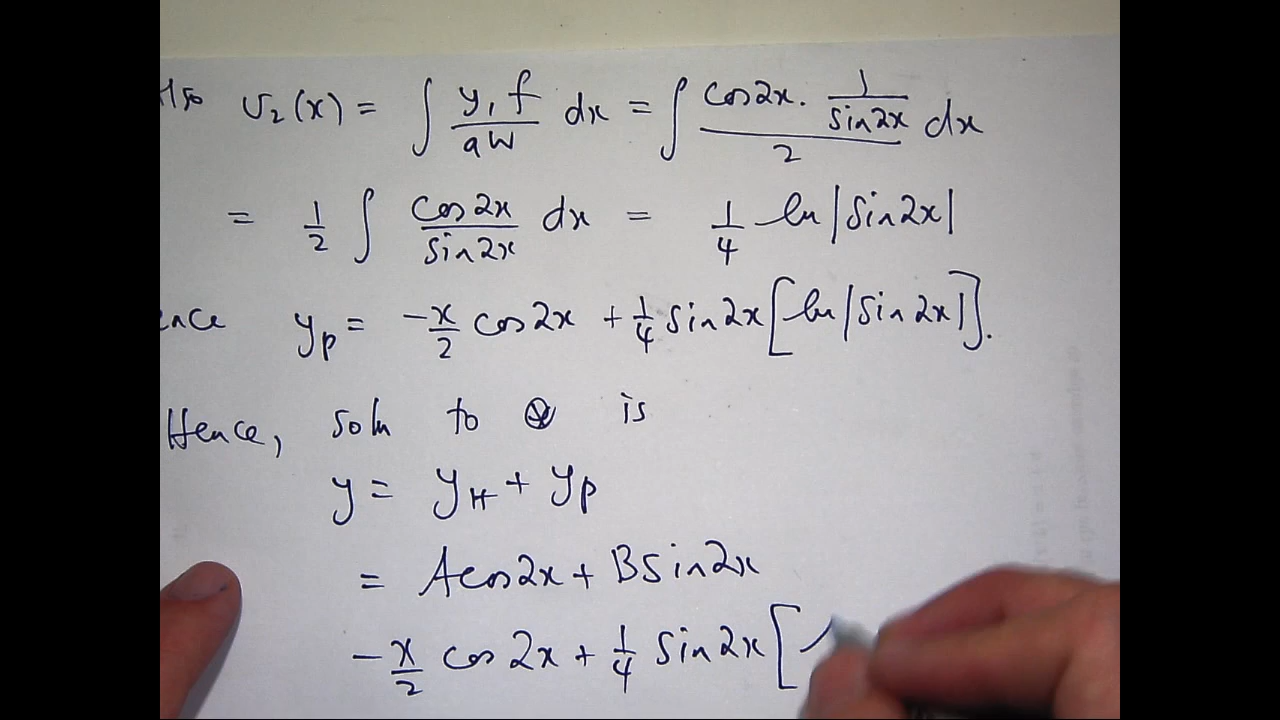 Also v₂(x) = ∫ y₁f / aW dx = ∫ (cos2x · 1/sin2x) / 2 dx
= 1/2 ∫ cos2x / sin2x dx = 1/4 ln|sin2x|
ence yp = -x/2 cos2x + 1/4 sin2x [ln|sin2x|].
Hence, soln to is
y = yH + yp
= Acos2x + Bsin2x
-x/2 cos2x + 1/4 sin2x [